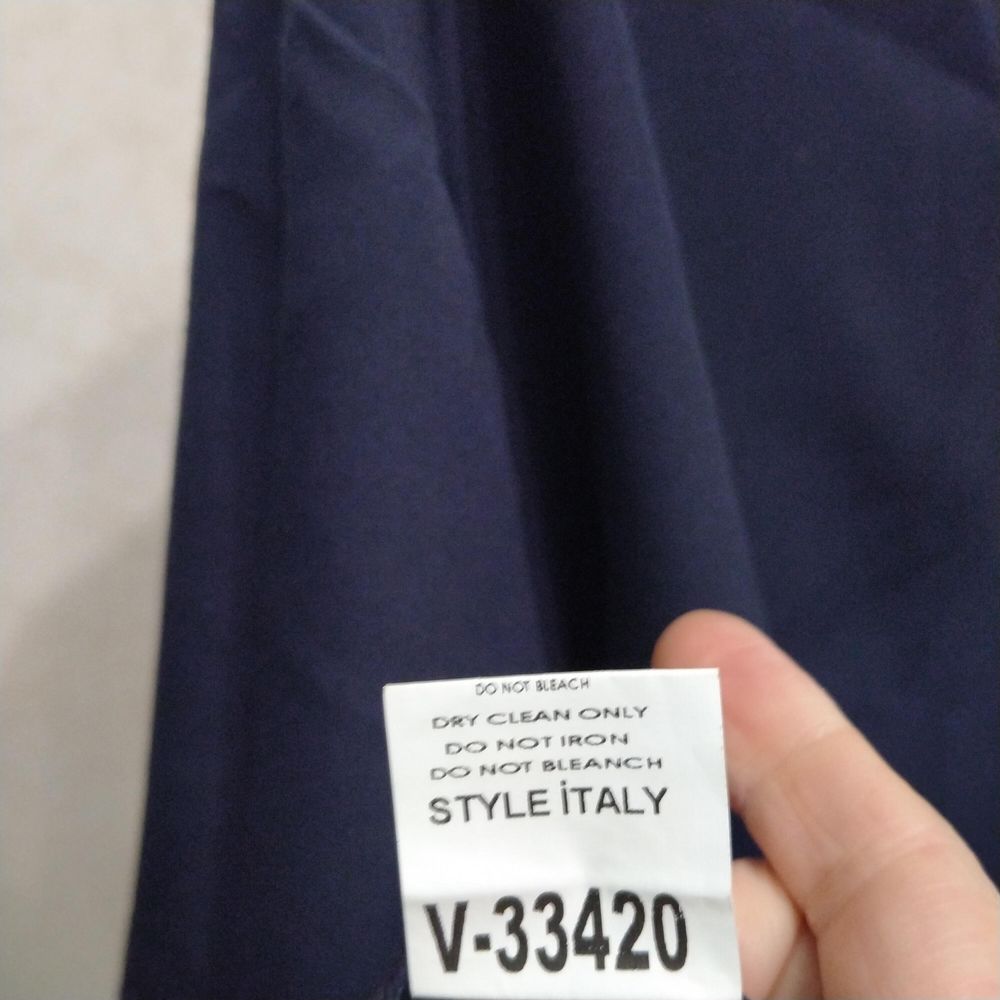 DO NOT BLEACH
DRY CLEAN ONLY
DO NOT IRON
DO NOT BLEANCH
STYLE İTALY
V-33420